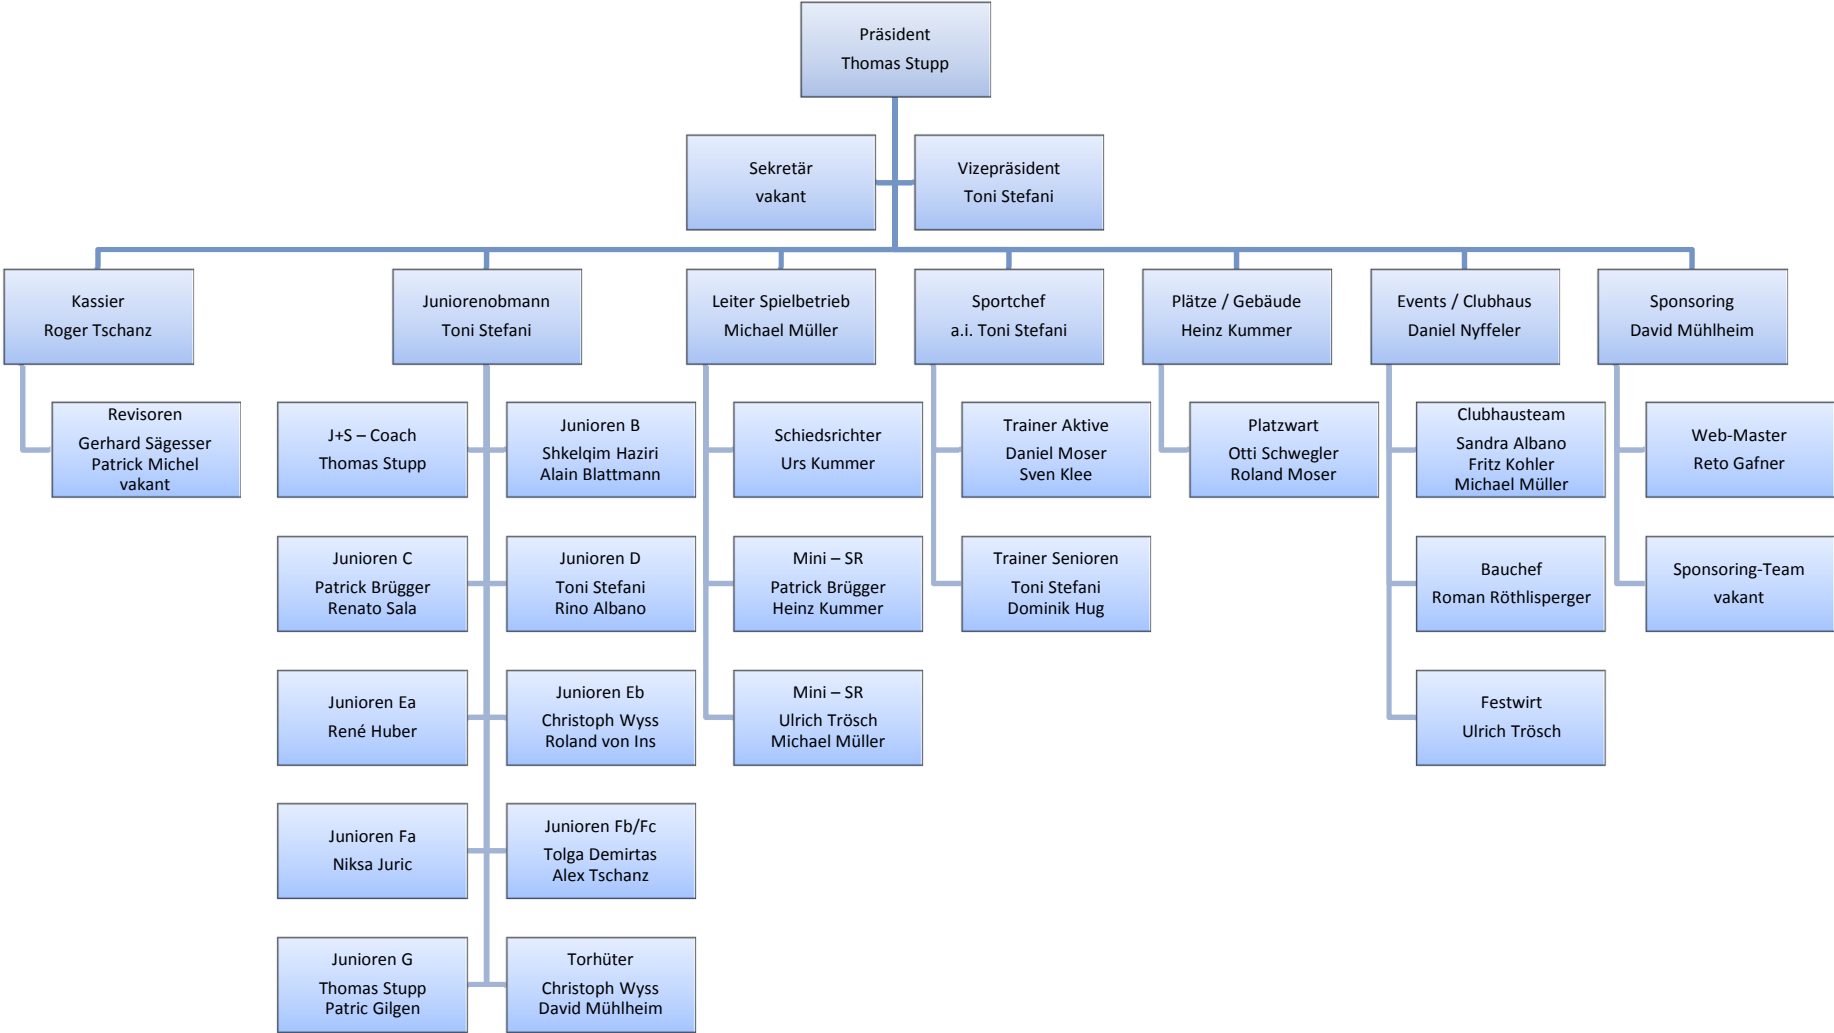 Präsident
Thomas Stupp
Sekretär
vakant
Vizepräsident
Toni Stefani
Kassier
Roger Tschanz
Juniorenobmann
Toni Stefani
Leiter Spielbetrieb
Michael Müller
Sportchef
a.i. Toni Stefani
Plätze / Gebäude
Heinz Kummer
Events / Clubhaus
Daniel Nyffeler
Sponsoring
David Mühlheim
Revisoren
Gerhard Sägesser
Patrick Michel
vakant
J+S – Coach
Thomas Stupp
Junioren B
Shkelqim Haziri
Alain Blattmann
Schiedsrichter
Urs Kummer
Trainer Aktive
Daniel Moser
Sven Klee
Platzwart
Otti Schwegler
Roland Moser
Clubhausteam
Sandra Albano
Fritz Kohler
Michael Müller
Web-Master
Reto Gafner
Junioren C
Patrick Brügger
Renato Sala
Junioren D
Toni Stefani
Rino Albano
Mini – SR
Patrick Brügger
Heinz Kummer
Trainer Senioren
Toni Stefani
Dominik Hug
Bauchef
Roman Röthlisperger
Sponsoring-Team
vakant
Junioren Ea
René Huber
Junioren Eb
Christoph Wyss
Roland von Ins
Mini – SR
Ulrich Trösch
Michael Müller
Festwirt
Ulrich Trösch
Junioren Fa
Niksa Juric
Junioren Fb/Fc
Tolga Demirtas
Alex Tschanz
Junioren G
Thomas Stupp
Patric Gilgen
Torhüter
Christoph Wyss
David Mühlheim